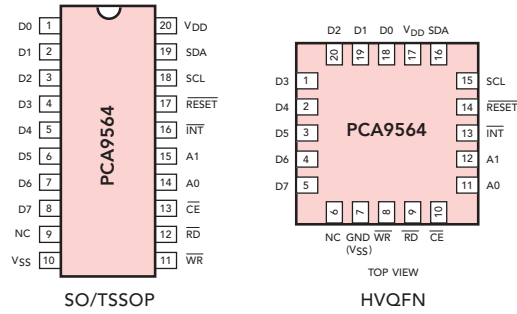 D0 1 20 VDD
D1 2 19 SDA
D2 3 18 SCL
D3 4 17 RESET
D4 5 16 INT
D5 6 15 A1
D6 7 14 A0
D7 8 13 CE
NC 9 12 RD
VSS 10 11 WR
PCA9564
SO/TSSOP
D2 D1 D0 VDD SDA
20 19 18 17 16
D3 1 15 SCL
D4 2 14 RESET
D5 3 PCA9564 13 INT
D6 4 12 A1
D7 5 11 A0
6 7 8 9 10
NC GND WR RD CE
(VSS)
TOP VIEW
HVQFN